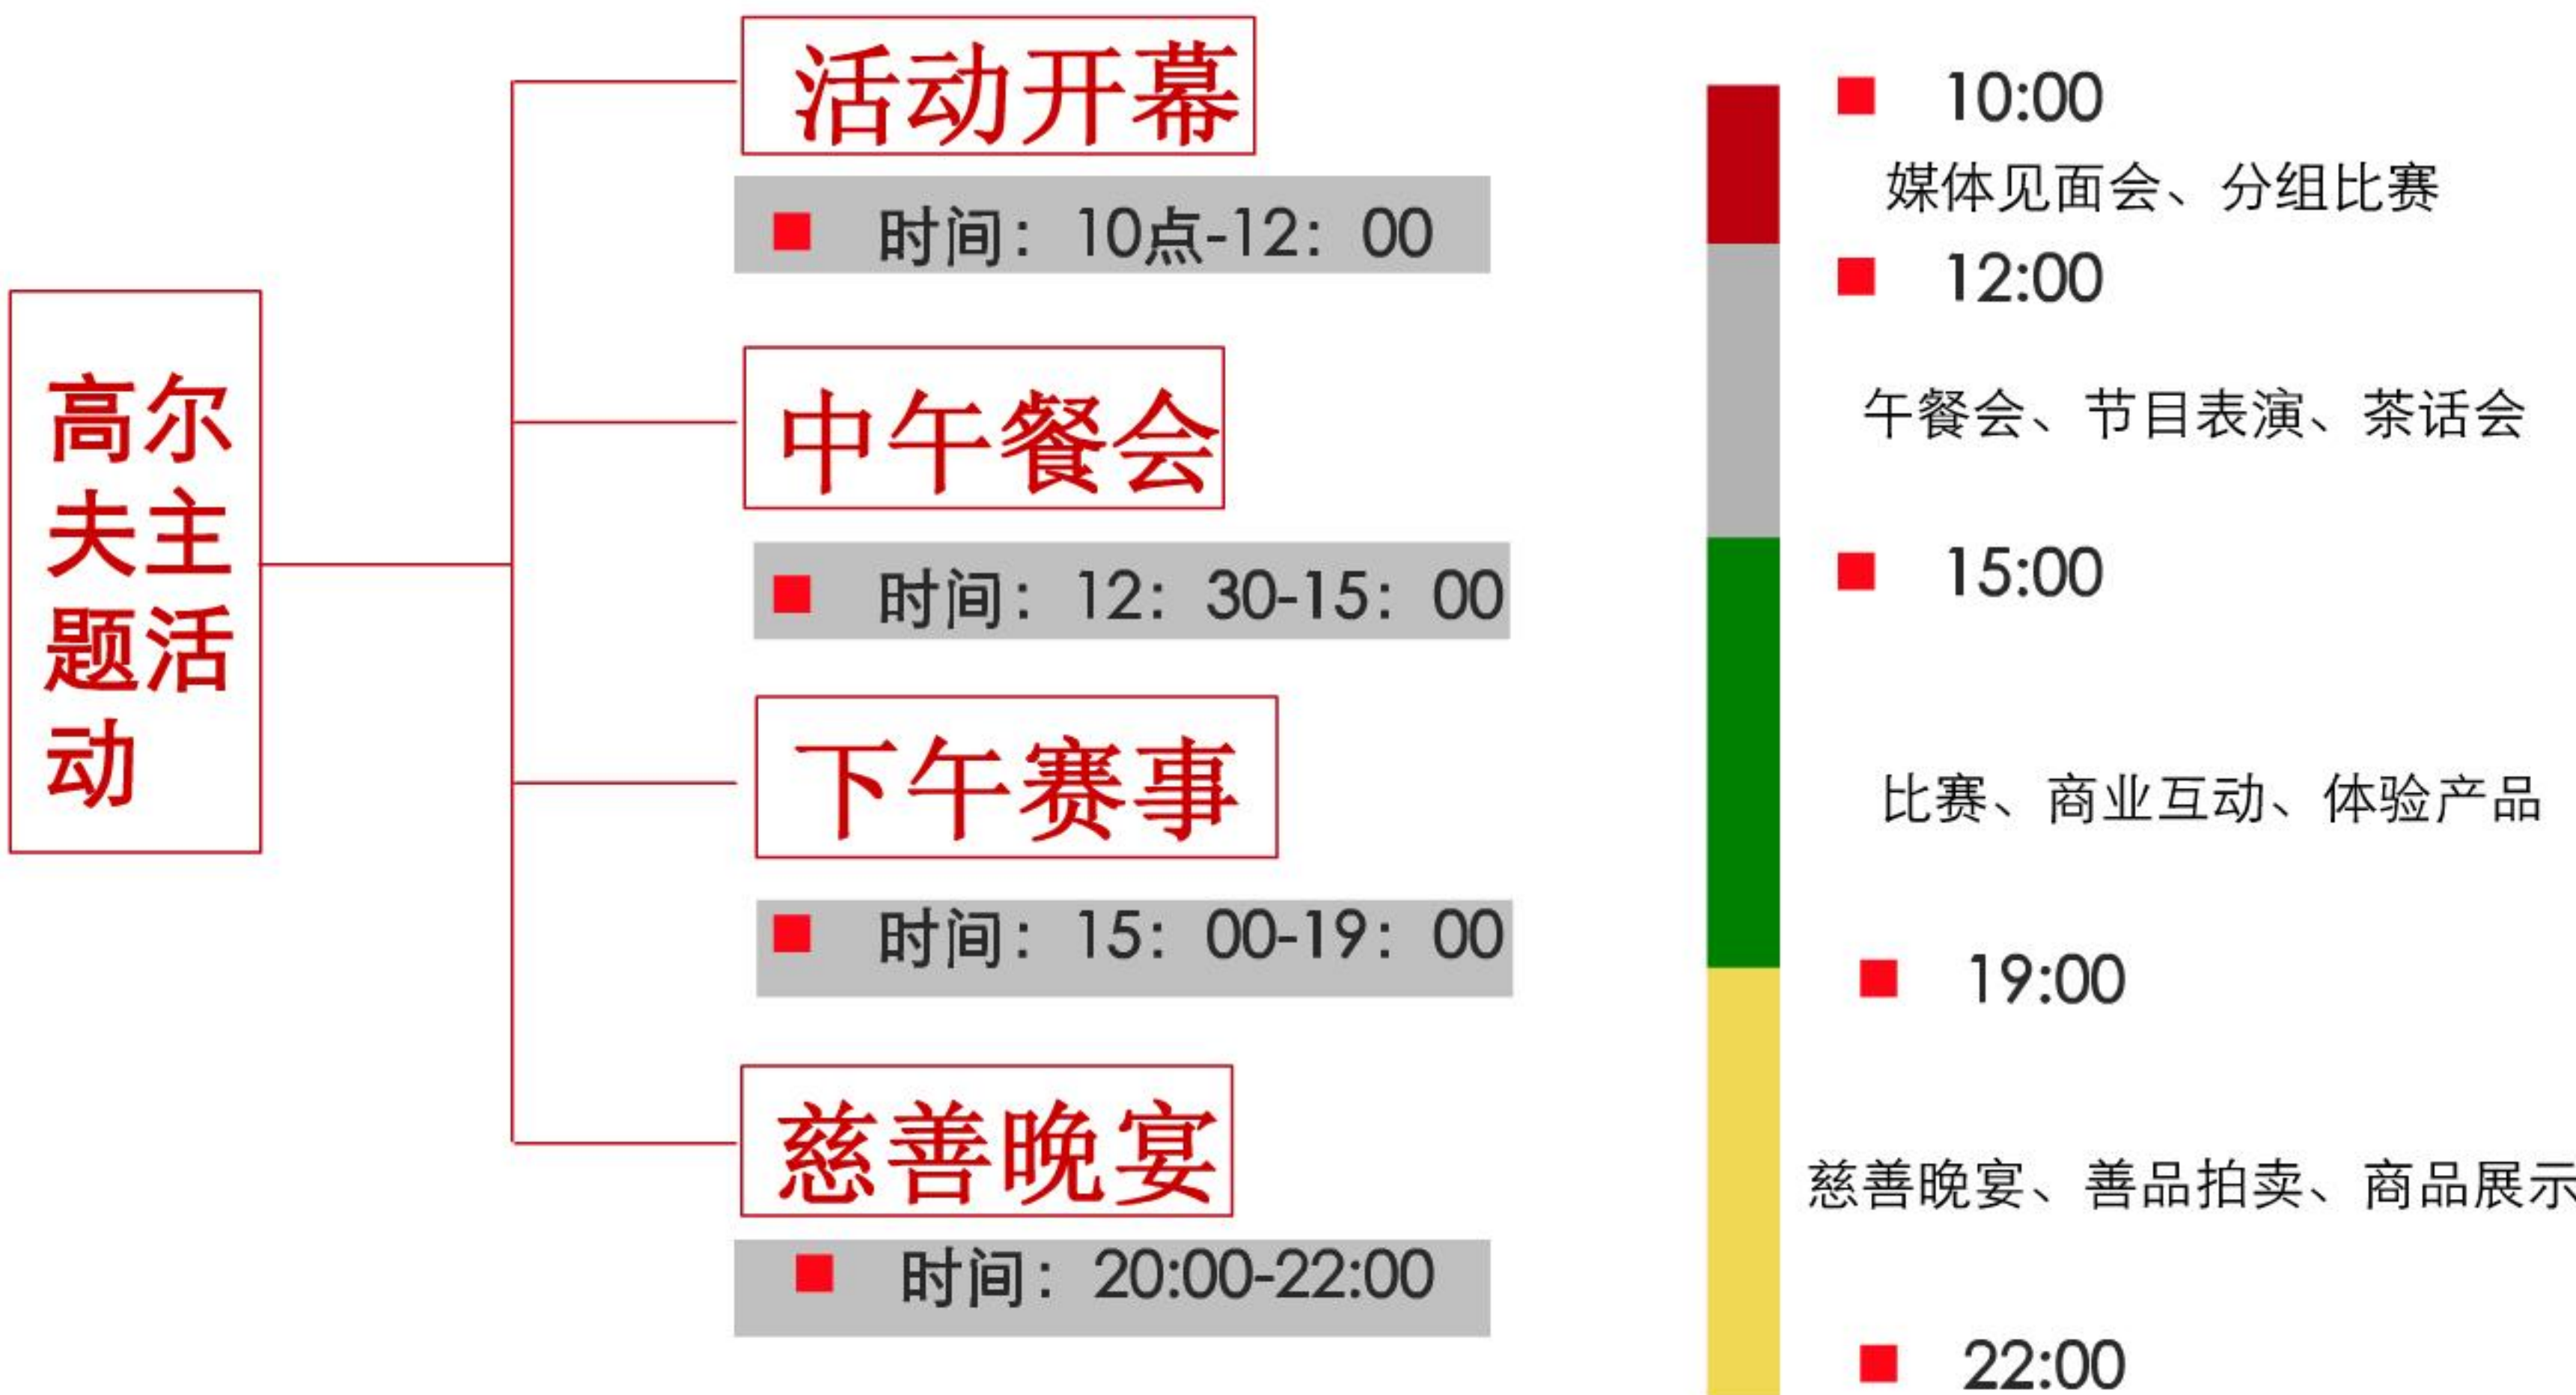 高尔
夫主
题活
动
活动开幕
时间：10点-12：00
中午餐会
时间：12：30-15：00
下午赛事
时间：15：00-19：00
慈善晚宴
时间：20:00-22:00
10:00
媒体见面会、分组比赛
12:00
午餐会、节目表演、茶话会
15:00
比赛、商业互动、体验产品
19:00
慈善晚宴、善品拍卖、商品展示
22:00